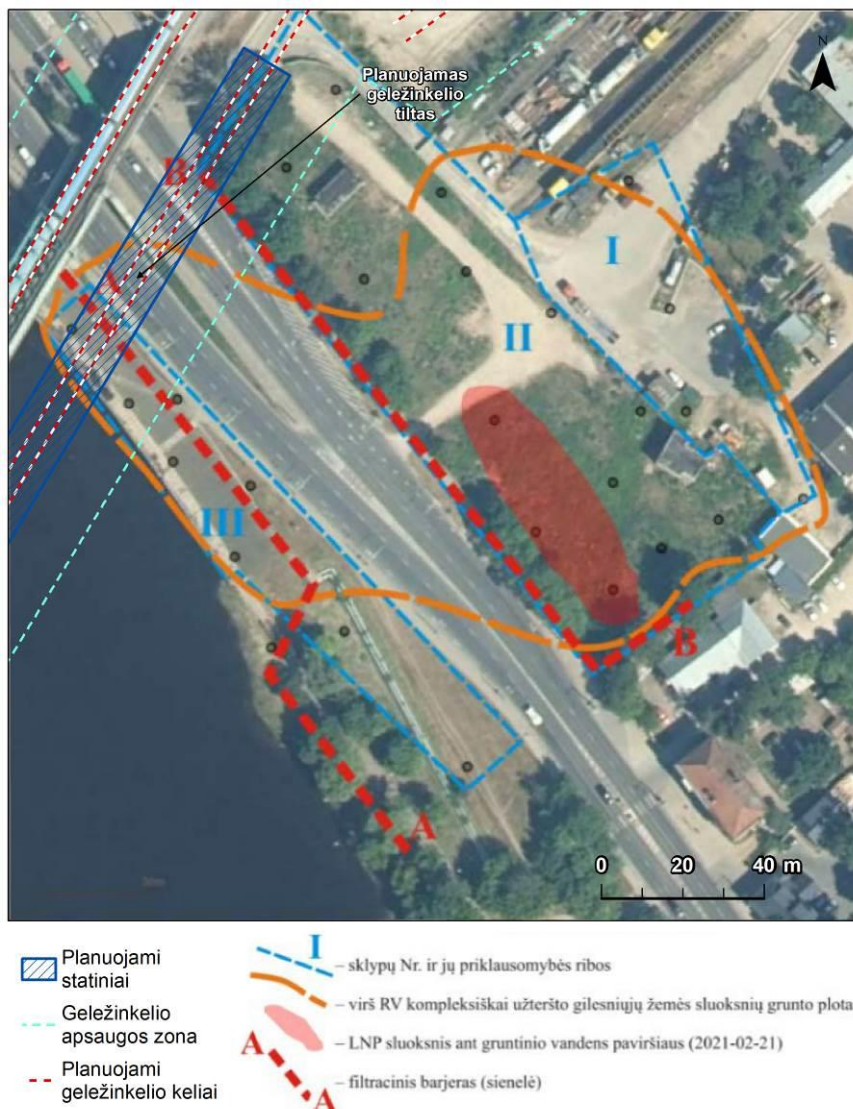 N
Planuojamas
geležinkelio
tiltas
B
A
I
II
III
B
A
0 20 40 m
Planuojami
statiniai
Geležinkelio
apsaugos zona
Planuojami
geležinkelio keliai
I – sklypų Nr. ir jų priklausomybės ribos
– virš RV kompleksiškai užteršto gilesniųjų žemės sluoksnių grunto plota
– LNP sluoksnis ant gruntinio vandens paviršiaus (2021-02-21)
A A – filtracinis barjeras (sienelė)